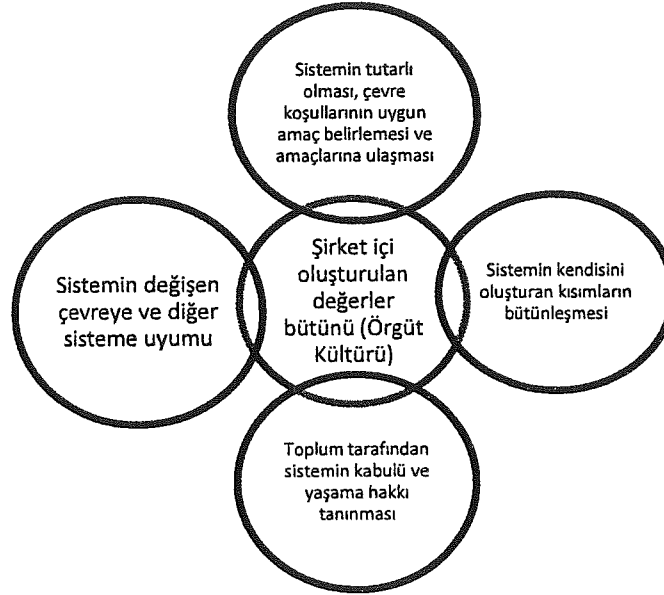 Sistemin tutarlı
olması, çevre
koşullarının uygun
amaç belirlemesi ve
amaçlarına ulaşması
Sistemin değişen
çevreye ve diğer
sisteme uyumu
Şirket içi
oluşturulan
değerler
bütünü (Örgüt
Kültürü)
Sistemin kendisini
oluşturan kısımların
bütünleşmesi
Toplum tarafından
sistemin kabulü ve
yaşama hakkı
tanınması